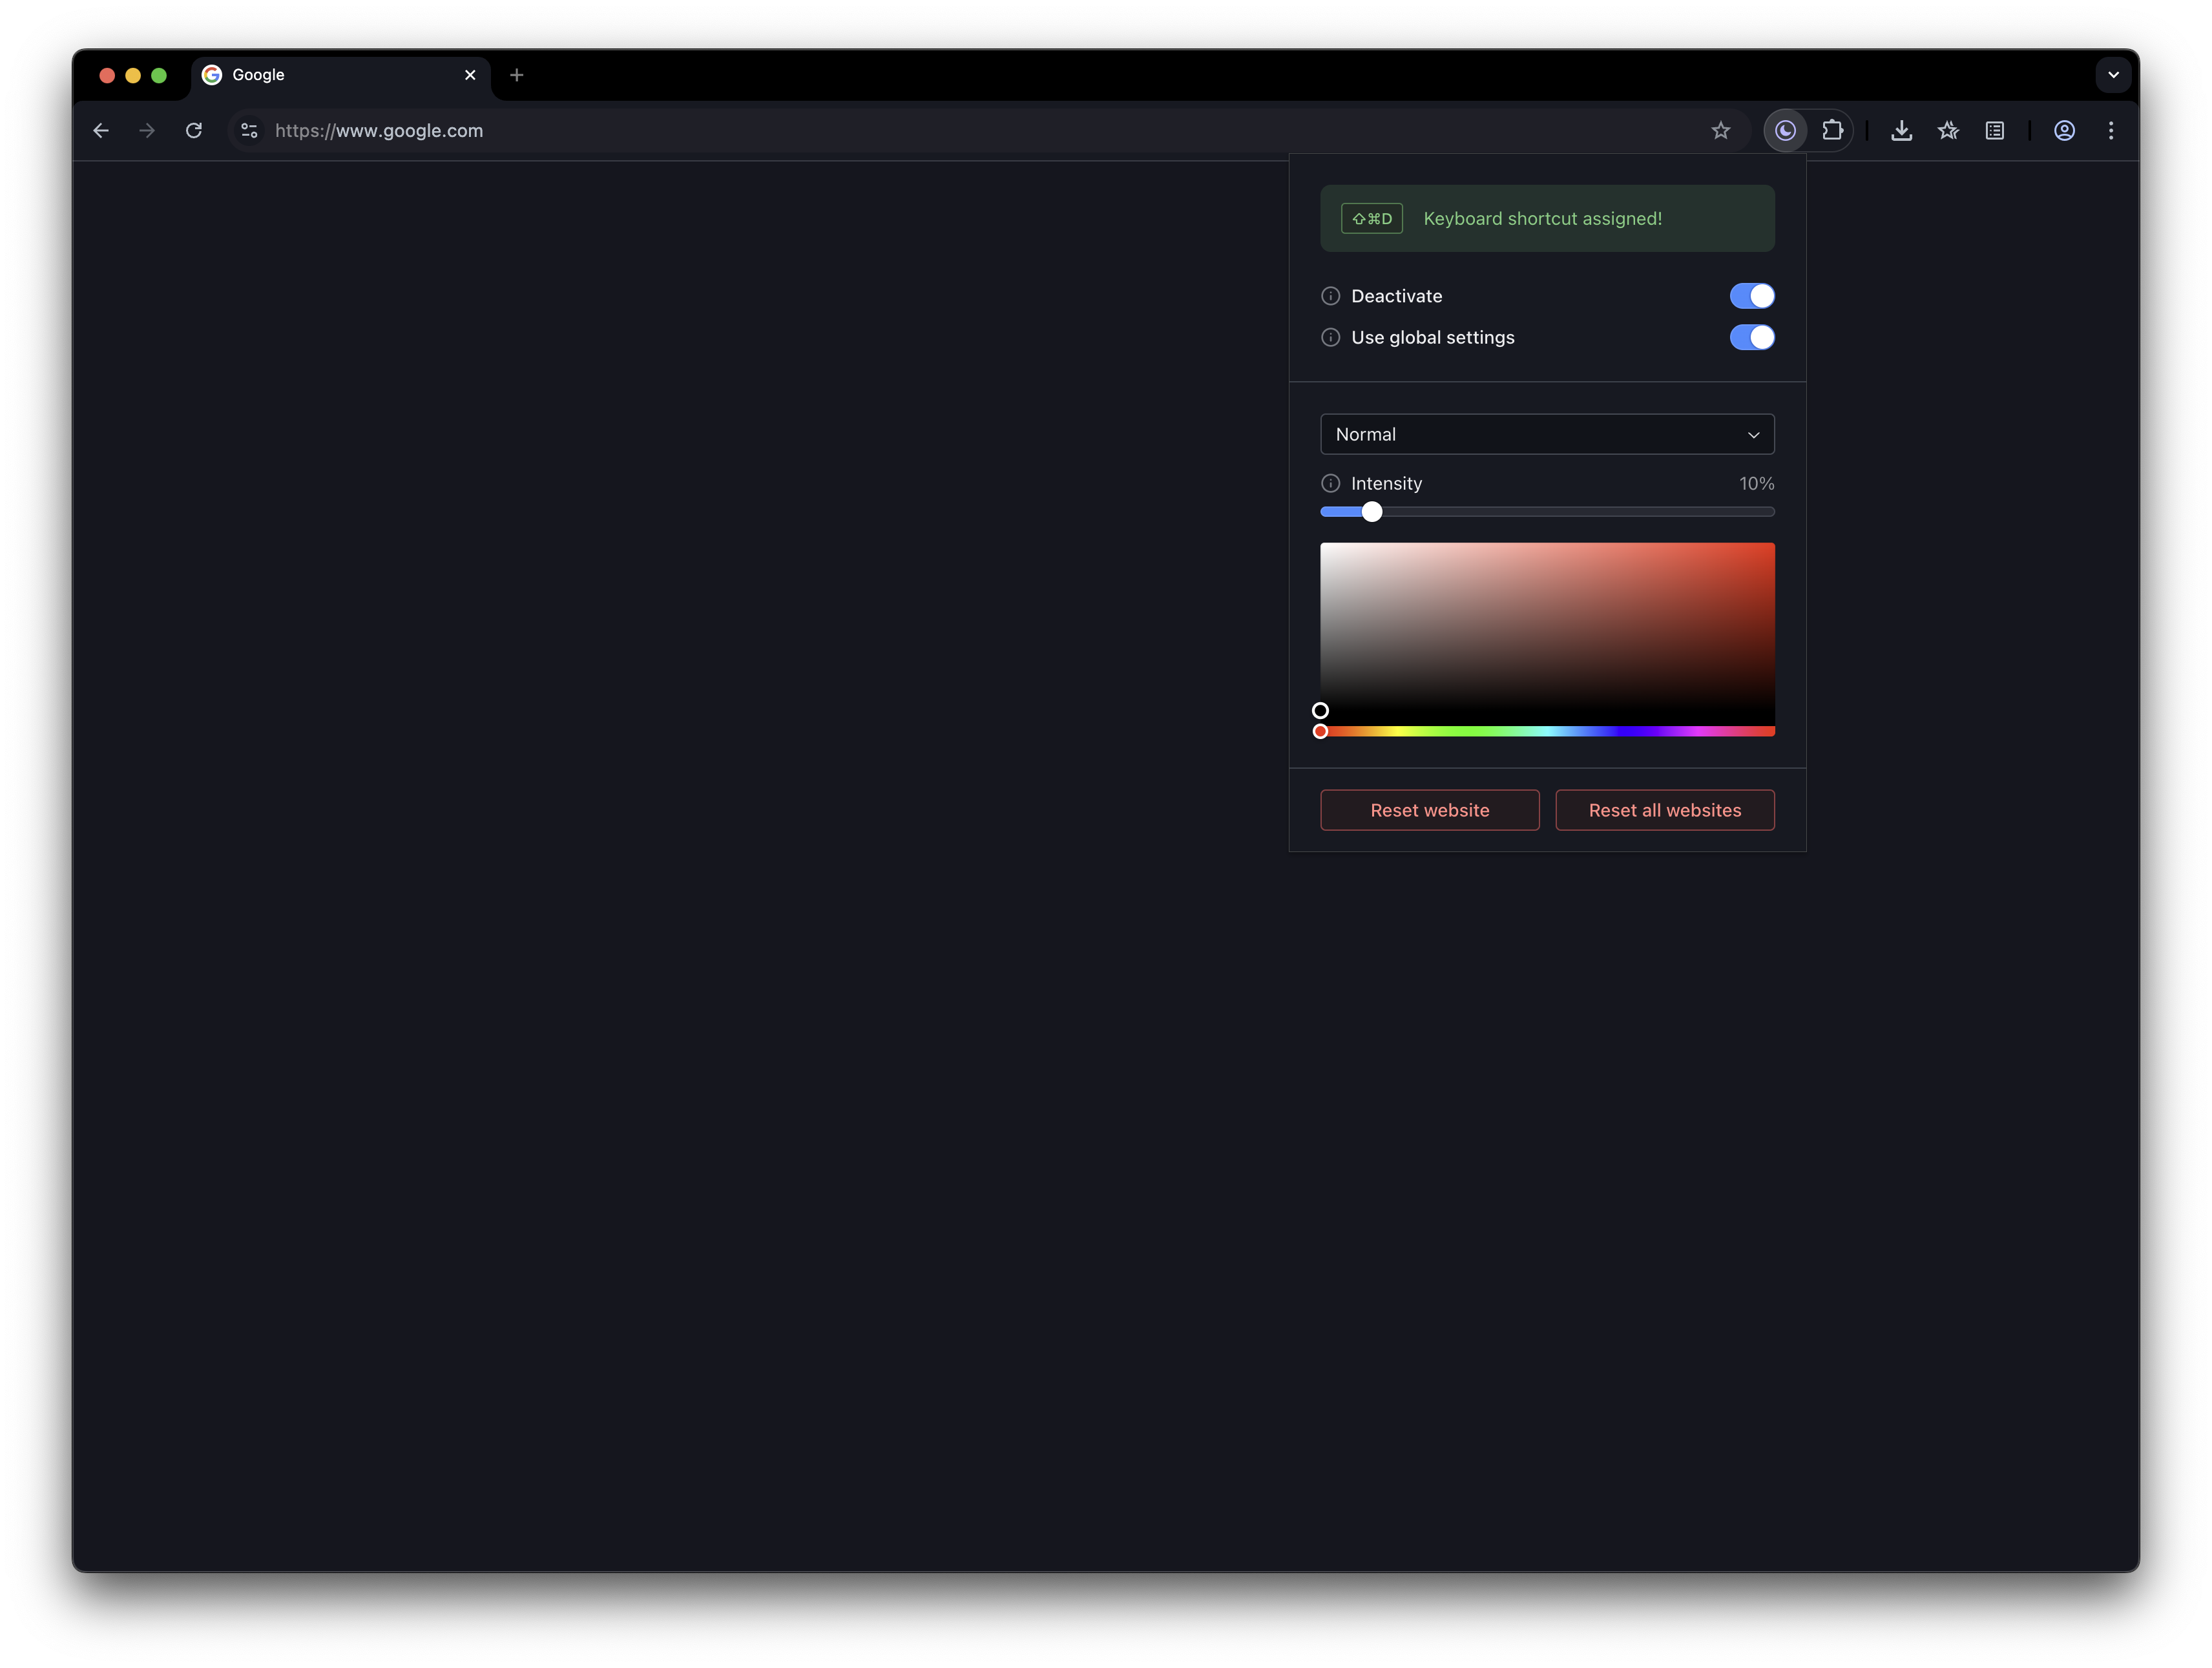 Google
https://www.google.com
⇧⌘D Keyboard shortcut assigned!
Deactivate
Use global settings
Normal
Intensity 10%
Reset website Reset all websites